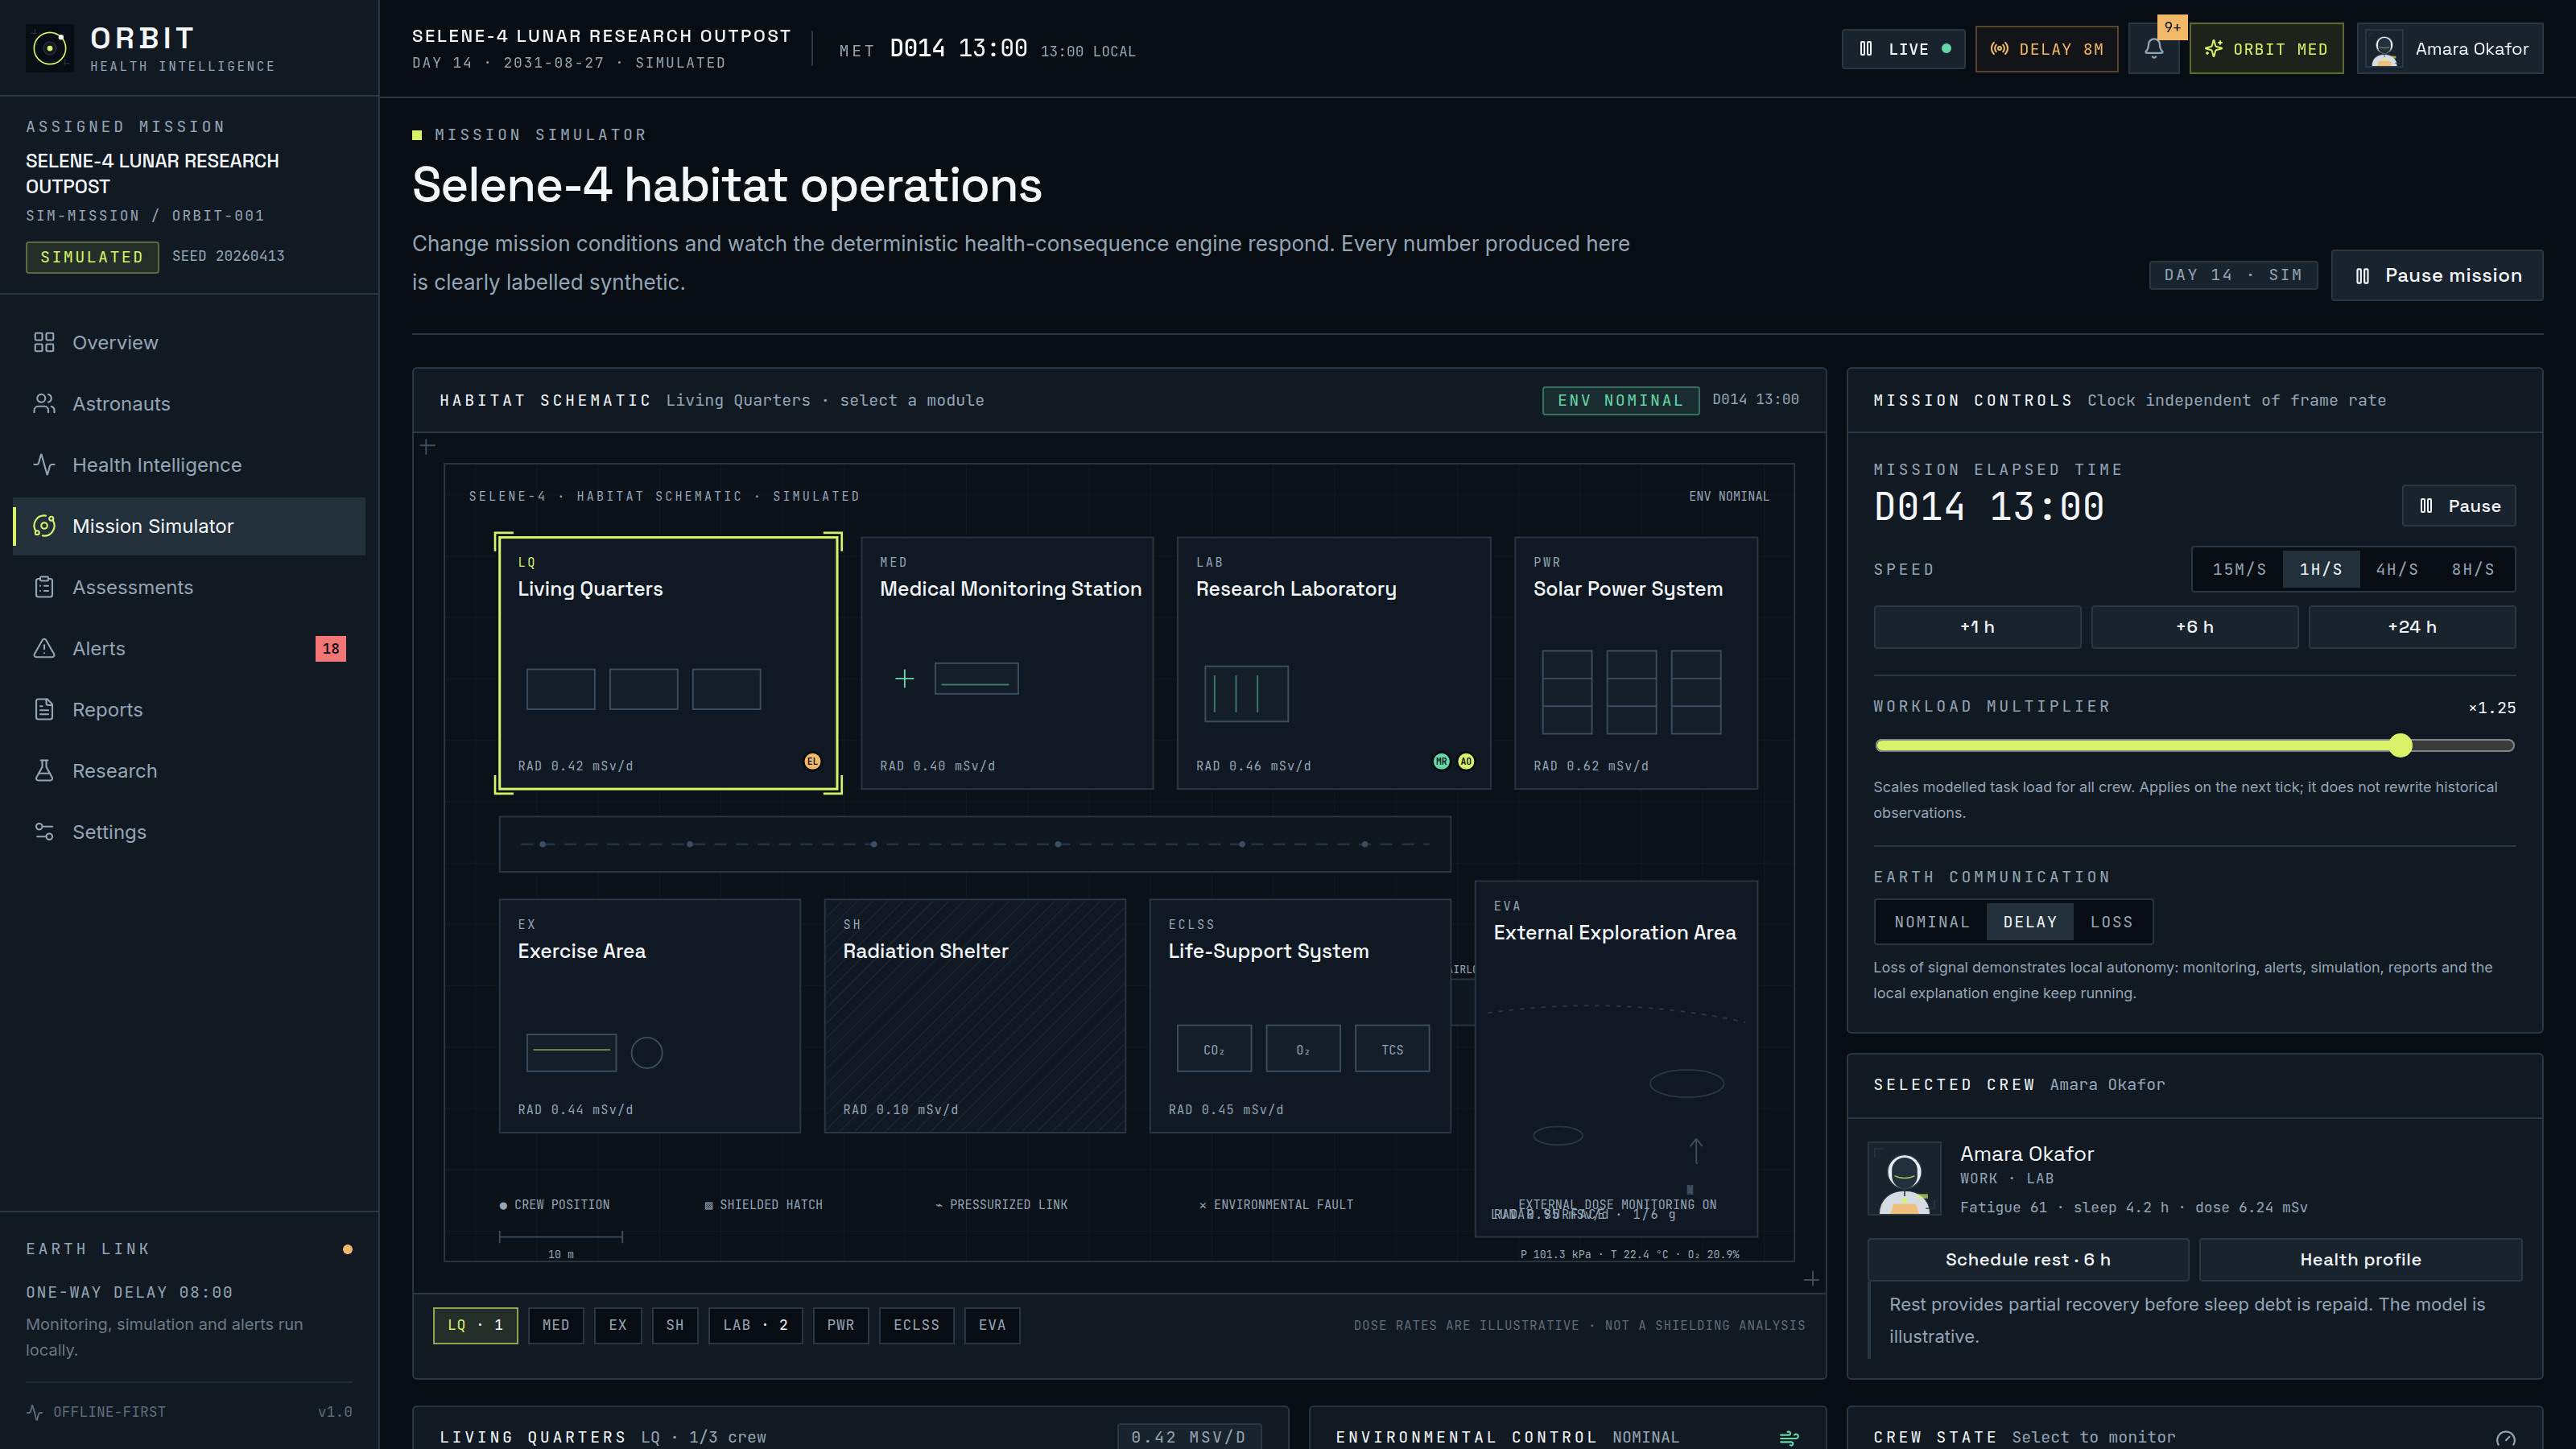 ORBIT
HEALTH INTELLIGENCE
ASSIGNED MISSION
SELENE-4 LUNAR RESEARCH
OUTPOST
SIM-MISSION / ORBIT-001
SIMULATED SEED 20260413
Overview
Astronauts
Health Intelligence
Mission Simulator
Assessments
Alerts 18
Reports
Research
Settings
EARTH LINK
ONE-WAY DELAY 08:00
Monitoring, simulation and alerts run
locally.
OFFLINE-FIRST v1.0
SELENE-4 LUNAR RESEARCH OUTPOST
DAY 14 · 2031-08-27 · SIMULATED
MET D014 13:00 13:00 LOCAL
LIVE
DELAY 8M
9+
ORBIT MED
Amara Okafor
MISSION SIMULATOR
Selene-4 habitat operations
Change mission conditions and watch the deterministic health-consequence engine respond. Every number produced here
is clearly labelled synthetic.
DAY 14 · SIM
Pause mission
HABITAT SCHEMATIC Living Quarters · select a module
ENV NOMINAL D014 13:00
SELENE-4 · HABITAT SCHEMATIC · SIMULATED
ENV NOMINAL
LQ
Living Quarters
RAD 0.42 mSv/d
EL
MED
Medical Monitoring Station
RAD 0.40 mSv/d
LAB
Research Laboratory
RAD 0.46 mSv/d
MR AO
PWR
Solar Power System
RAD 0.62 mSv/d
EX
Exercise Area
RAD 0.44 mSv/d
SH
Radiation Shelter
RAD 0.10 mSv/d
ECLSS
Life-Support System
CO₂ O₂ TCS
RAD 0.45 mSv/d
EVA
External Exploration Area
EXTERNAL DOSE MONITORING ON
· 1/6 g
CREW POSITION
SHIELDED HATCH
PRESSURIZED LINK
ENVIRONMENTAL FAULT
10 m
P 101.3 kPa · T 22.4 °C · O₂ 20.9%
LQ · 1
MED
EX
SH
LAB · 2
PWR
ECLSS
EVA
DOSE RATES ARE ILLUSTRATIVE · NOT A SHIELDING ANALYSIS
LIVING QUARTERS LQ · 1/3 crew
0.42 MSV/D
ENVIRONMENTAL CONTROL NOMINAL
MISSION CONTROLS Clock independent of frame rate
MISSION ELAPSED TIME
D014 13:00
Pause
SPEED
15M/S 1H/S 4H/S 8H/S
+1 h
+6 h
+24 h
WORKLOAD MULTIPLIER ×1.25
Scales modelled task load for all crew. Applies on the next tick; it does not rewrite historical
observations.
EARTH COMMUNICATION
NOMINAL DELAY LOSS
Loss of signal demonstrates local autonomy: monitoring, alerts, simulation, reports and the
local explanation engine keep running.
SELECTED CREW Amara Okafor
Amara Okafor
WORK · LAB
Fatigue 61 · sleep 4.2 h · dose 6.24 mSv
Schedule rest · 6 h
Health profile
Rest provides partial recovery before sleep debt is repaid. The model is
illustrative.
CREW STATE Select to monitor